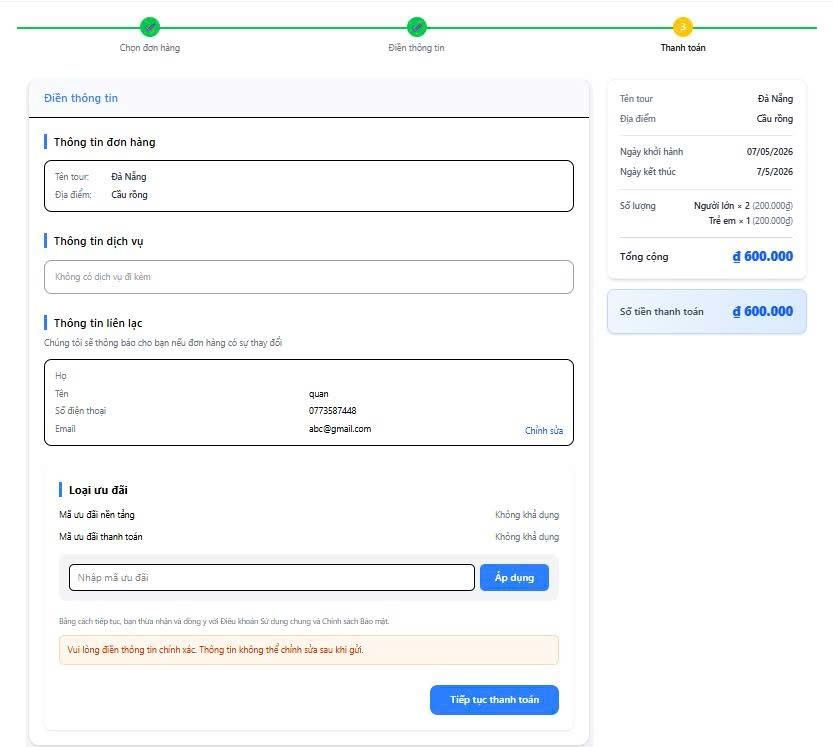 3
Chọn đơn hàng
Điền thông tin
Thanh toán
Điền thông tin
Thông tin đơn hàng
Tên tour: Đà Nẵng
Địa điểm: Cầu rồng
Thông tin dịch vụ
Không có dịch vụ đi kèm
Thông tin liên lạc
Chúng tôi sẽ thông báo cho bạn nếu đơn hàng có sự thay đổi
Họ
Tên quan
Số điện thoại 0773587448
Email abc@gmail.com
Chỉnh sửa
Loại ưu đãi
Mã ưu đãi nền tảng Không khả dụng
Mã ưu đãi thanh toán Không khả dụng
Nhập mã ưu đãi
Áp dụng
Bằng cách tiếp tục, bạn thừa nhận và đồng ý với Điều khoản Sử dụng chung và Chính sách Bảo mật.
Vui lòng điền thông tin chính xác. Thông tin không thể chỉnh sửa sau khi gửi.
Tiếp tục thanh toán
Tên tour Đà Nẵng
Địa điểm Cầu rồng
Ngày khởi hành 07/05/2026
Ngày kết thúc 7/5/2026
Số lượng Người lớn × 2 (200.000₫)
Trẻ em × 1 (200.000₫)
Tổng cộng ₫ 600.000
Số tiền thanh toán ₫ 600.000